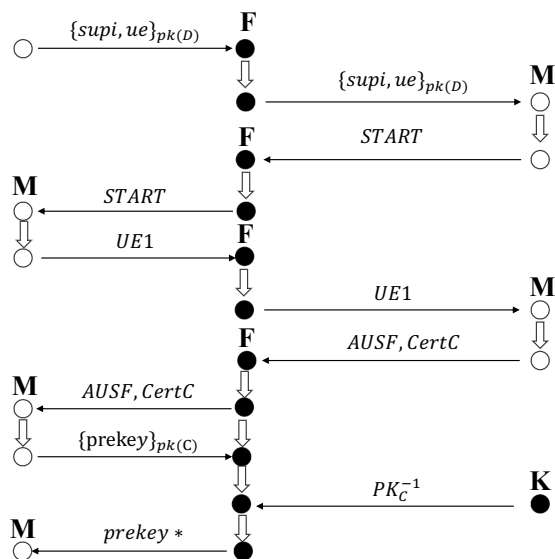 F
{supi, ue}pk(D)
M
{supi, ue}pk(D)
F
START
M
START
F
UE1
M
UE1
F
AUSF, CertC
M
AUSF, CertC
{prekey}pk(C)
K
PK_C^{-1}
M
prekey *